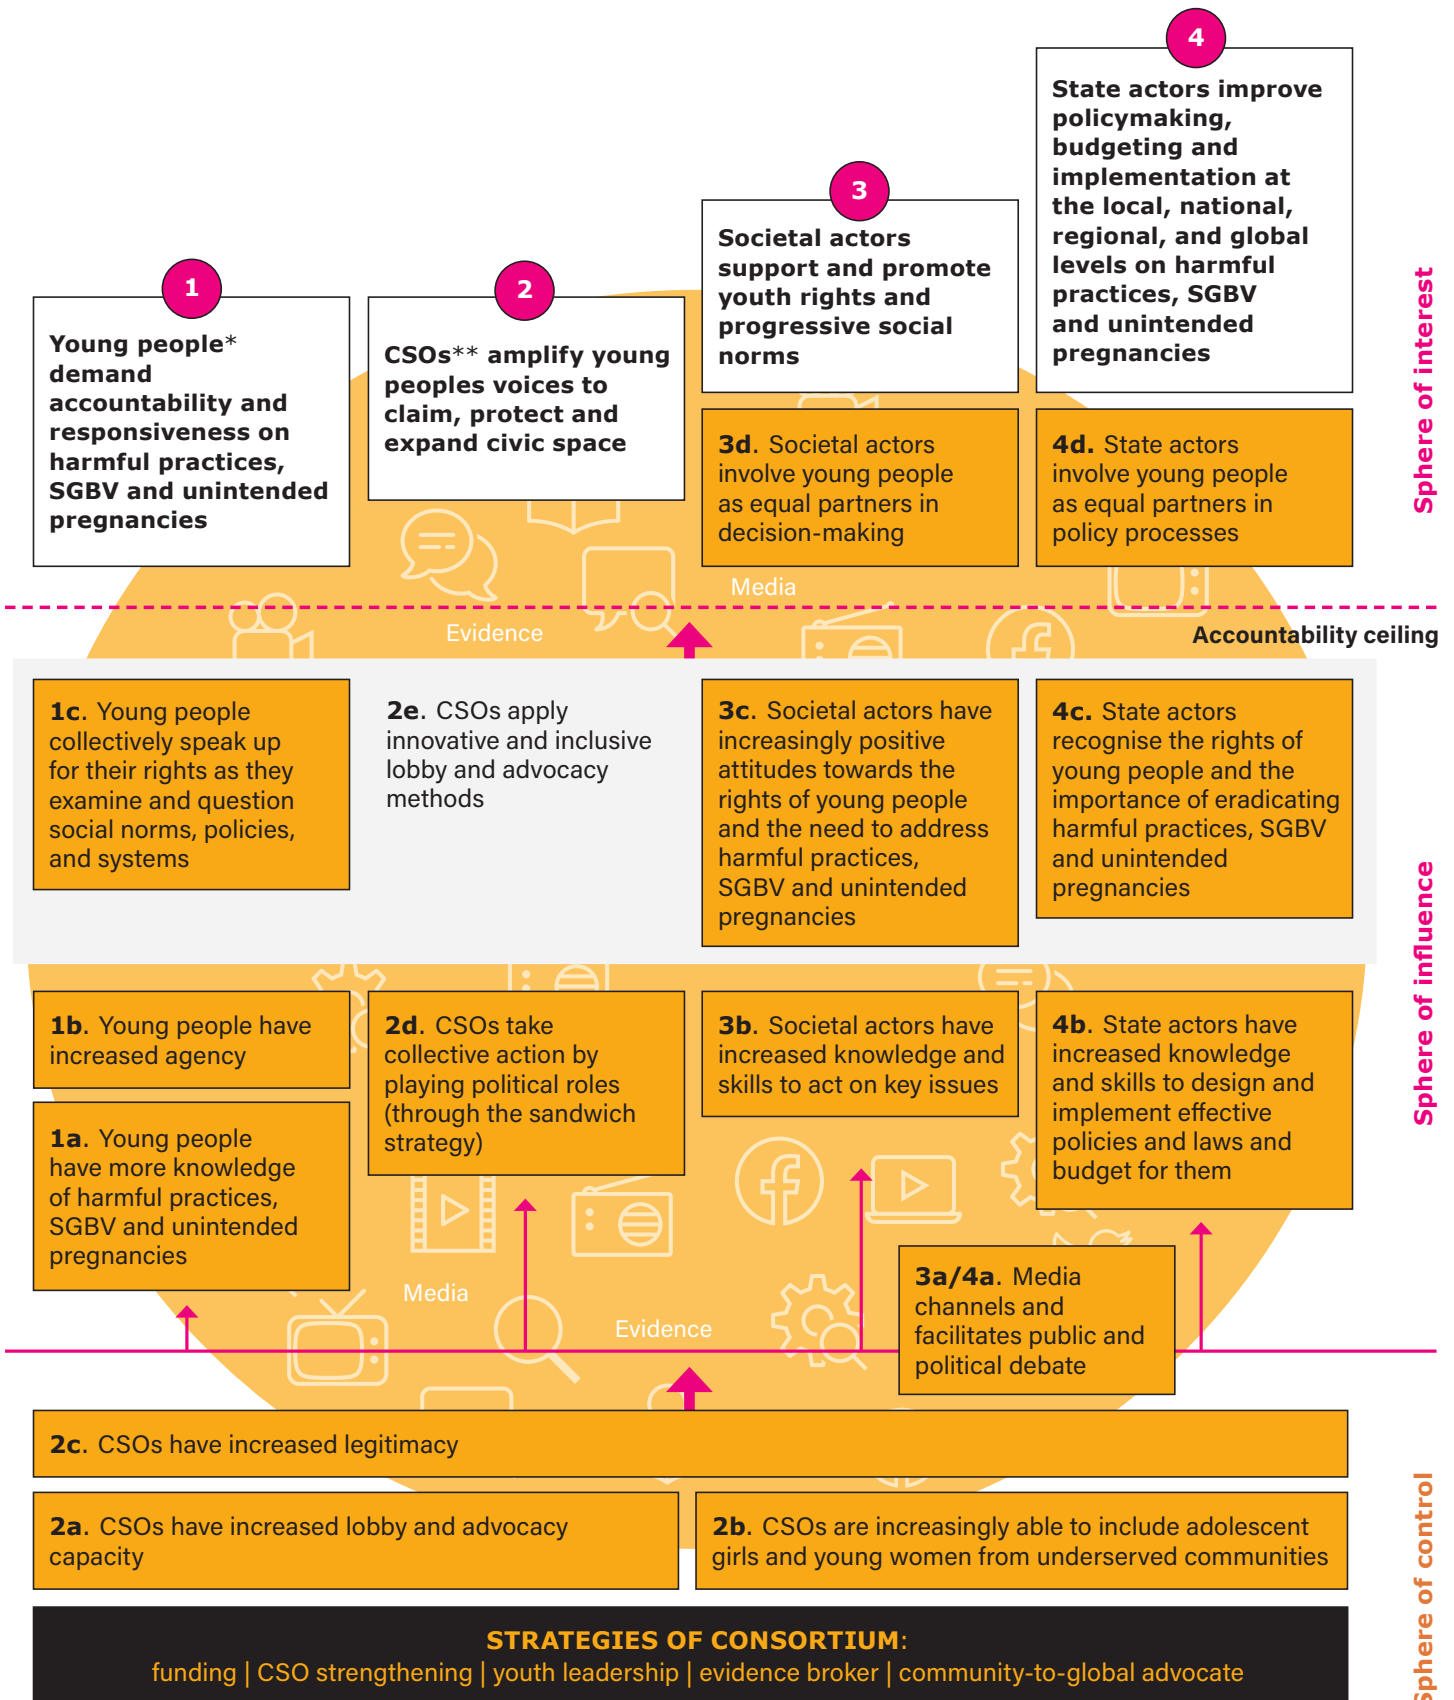 1
Young people*
demand
accountability and
responsiveness on
harmful practices,
SGBV and unintended
pregnancies
2
CSOs** amplify young
peoples voices to
claim, protect and
expand civic space
3
Societal actors
support and promote
youth rights and
progressive social
norms
4
State actors improve
policymaking,
budgeting and
implementation at
the local, national,
regional, and global
levels on harmful
practices, SGBV
and unintended
pregnancies
3d. Societal actors
involve young people
as equal partners in
decision-making
4d. State actors
involve young people
as equal partners in
policy processes
Sphere of interest
Media
Evidence
Accountability ceiling
1c. Young people
collectively speak up
for their rights as they
examine and question
social norms, policies,
and systems
2e. CSOs apply
innovative and inclusive
lobby and advocacy
methods
3c. Societal actors have
increasingly positive
attitudes towards the
rights of young people
and the need to address
harmful practices,
SGBV and unintended
pregnancies
4c. State actors
recognise the rights of
young people and the
importance of eradicating
harmful practices, SGBV
and unintended
pregnancies
Sphere of influence
1b. Young people have
increased agency
1a. Young people
have more knowledge
of harmful practices,
SGBV and unintended
pregnancies
2d. CSOs take
collective action by
playing political roles
(through the sandwich
strategy)
3b. Societal actors have
increased knowledge and
skills to act on key issues
4b. State actors have
increased knowledge
and skills to design and
implement effective
policies and laws and
budget for them
3a/4a. Media
channels and
facilitates public and
political debate
Media
Evidence
2c. CSOs have increased legitimacy
2a. CSOs have increased lobby and advocacy
capacity
2b. CSOs are increasingly able to include adolescent
girls and young women from underserved communities
Sphere of control
STRATEGIES OF CONSORTIUM:
funding | CSO strengthening | youth leadership | evidence broker | community-to-global advocate